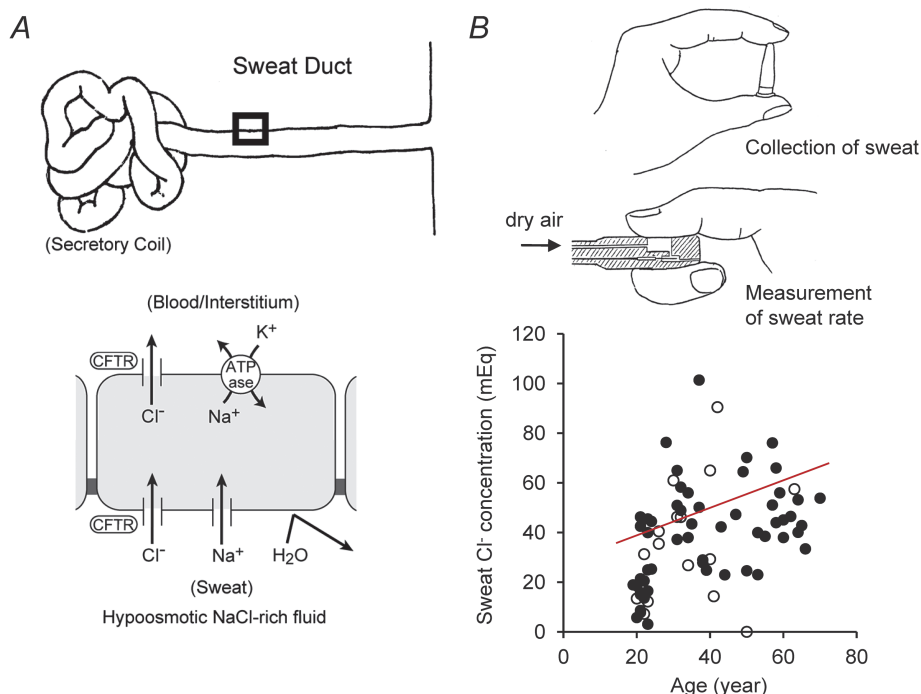 A
Sweat Duct
(Secretory Coil)
(Blood/Interstitium)
K⁺
CFTR
ATP
ase
Cl⁻
Na⁺
CFTR
Cl⁻
Na⁺
H₂O
(Sweat)
Hypoosmotic NaCl-rich fluid
B
Collection of sweat
dry air
Measurement
of sweat rate
Sweat Cl⁻ concentration (mEq)
120
100
80
60
40
20
0
0 20 40 60 80
Age (year)